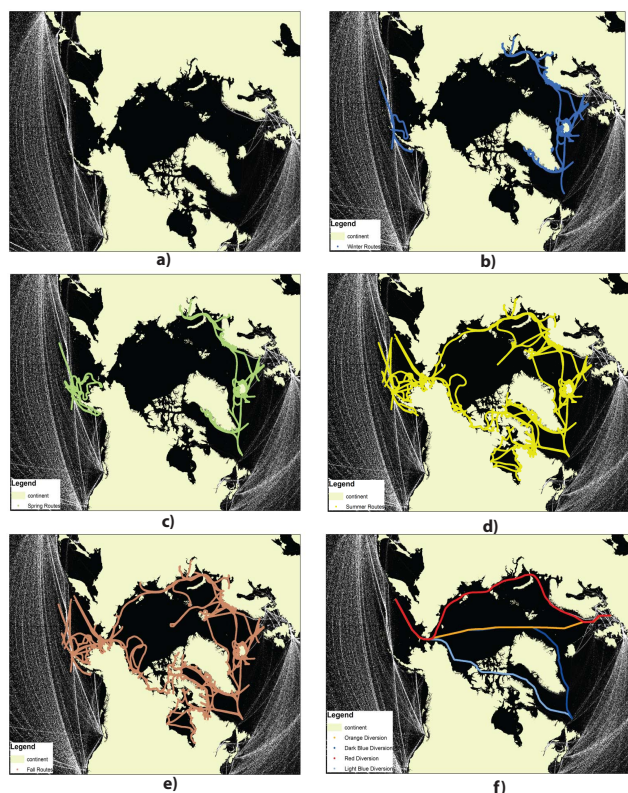 a)
Legend
continent
Winter Routes
b)
Legend
continent
Spring Routes
c)
Legend
continent
Summer Routes
d)
Legend
continent
Fall Routes
e)
Legend
continent
Orange Diversion
Dark Blue Diversion
Red Diversion
Light Blue Diversion
f)